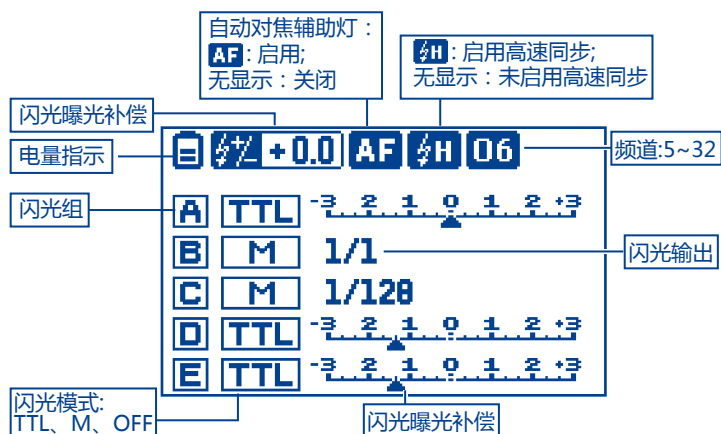 自动对焦辅助灯：
AF：启用;
无显示：关闭
H：启用高速同步;
无显示：未启用高速同步
闪光曝光补偿
电量指示
+0.0 AF H 06
频道:5~32
闪光组
A TTL -3 2 1 0 1 2 +3
B M 1/1
闪光输出
C M 1/128
D TTL -3 2 1 0 1 2 +3
E TTL -3 2 1 0 1 2 +3
闪光模式:
TTL、M、OFF
闪光曝光补偿